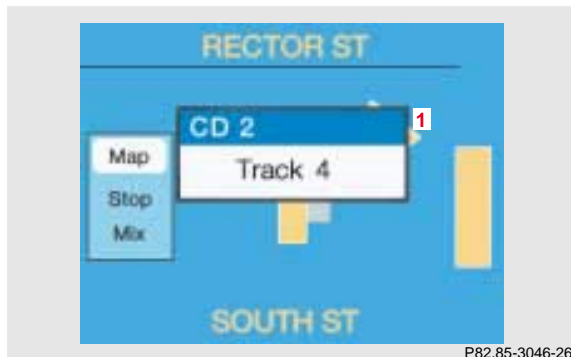 RECTOR ST
1
CD 2
Track 4
Map
Stop
Mix
SOUTH ST
P82.85-3046-26